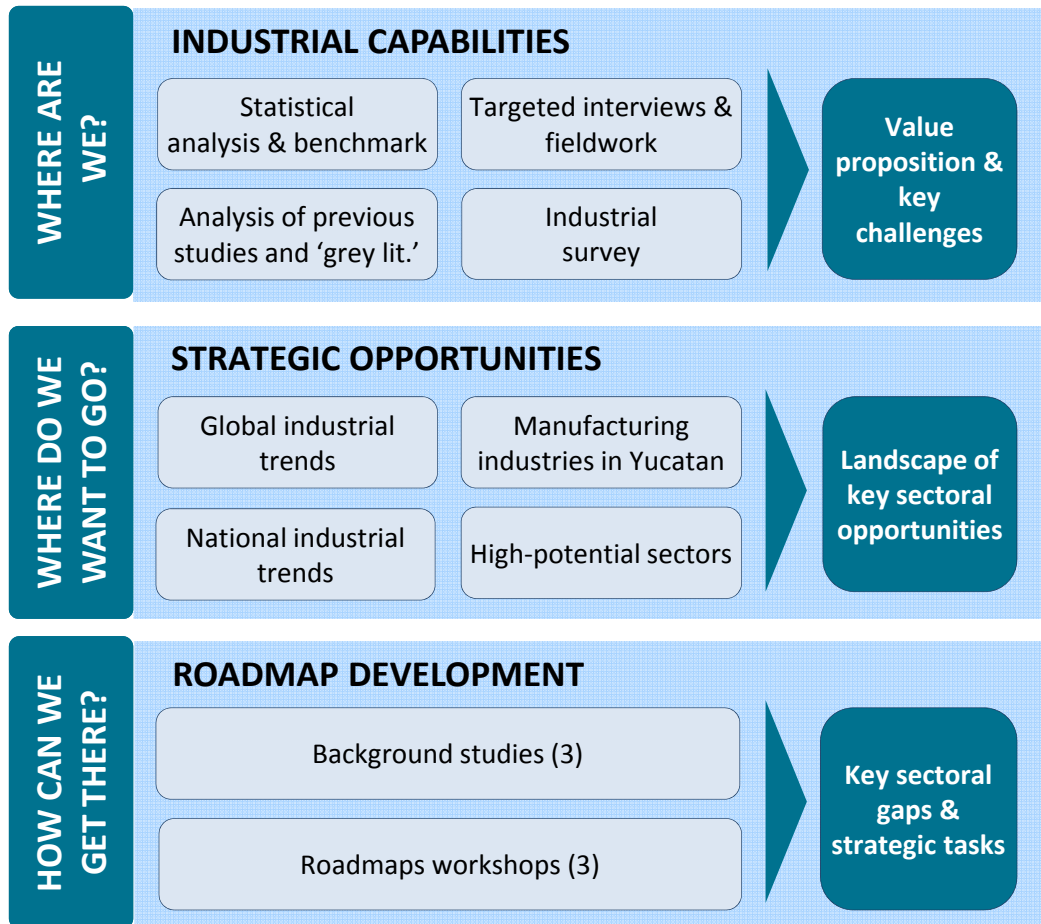 WHERE ARE
WE?
INDUSTRIAL CAPABILITIES
Statistical
analysis & benchmark
Targeted interviews &
fieldwork
Analysis of previous
studies and ‘grey lit.’
Industrial
survey
Value
proposition &
key
challenges
WHERE DO WE
WANT TO GO?
STRATEGIC OPPORTUNITIES
Global industrial
trends
Manufacturing
industries in Yucatan
National industrial
trends
High-potential sectors
Landscape of
key sectoral
opportunities
HOW CAN WE
GET THERE?
ROADMAP DEVELOPMENT
Background studies (3)
Roadmaps workshops (3)
Key sectoral
gaps &
strategic tasks